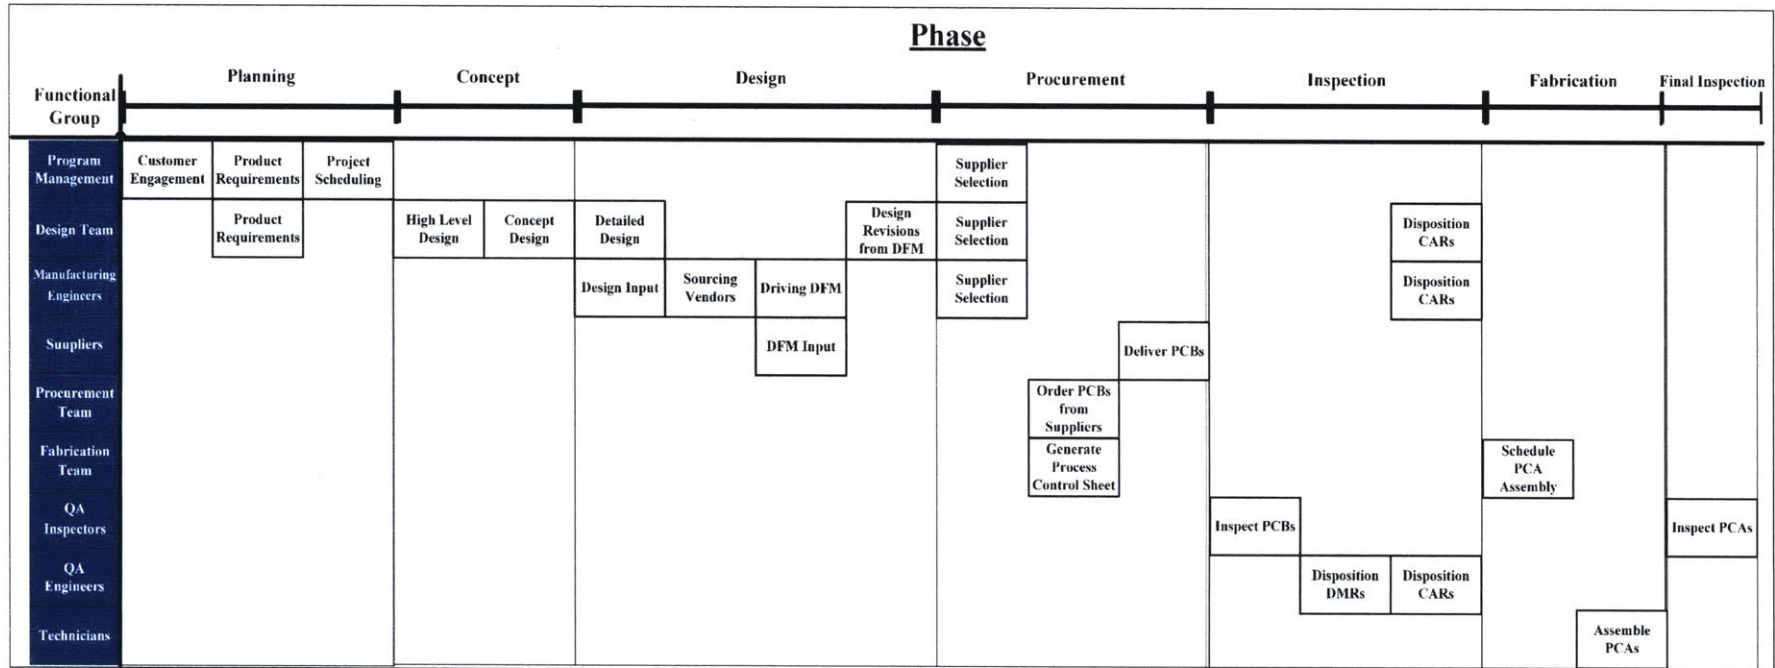 Phase
Planning Concept Design Procurement Inspection Fabrication Final Inspection
Functional
Group
Program
Management
Customer
Engagement
Product
Requirements
Project
Scheduling
Supplier
Selection
Design Team
Product
Requirements
High Level
Design
Concept
Design
Detailed
Design
Design
Revisions
from DFM
Supplier
Selection
Disposition
CARs
Manufacturing
Engineers
Design Input
Sourcing
Vendors
Driving DFM
Supplier
Selection
Disposition
CARs
Suupliers
DFM Input
Deliver PCBs
Procurement
Team
Order PCBs
from
Suppliers
Fabrication
Team
Generate
Process
Control Sheet
Schedule
PCA
Assembly
QA
Inspectors
Inspect PCBs
Inspect PCAs
QA
Engineers
Disposition
DMRs
Disposition
CARs
Technicians
Assemble
PCAs